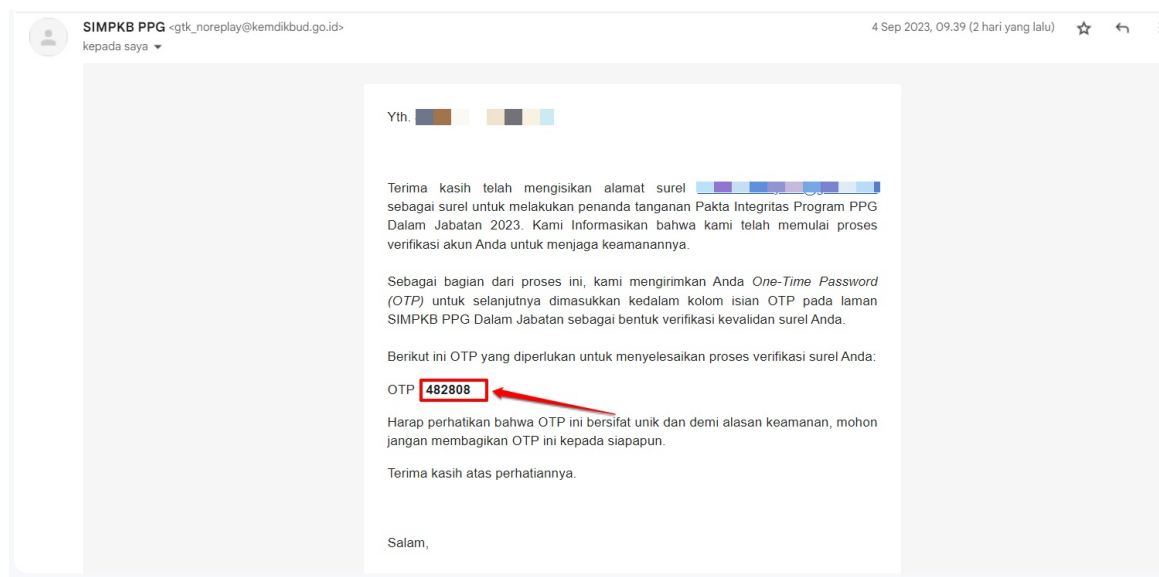 SIMPKB PPG <gtk_noreplay@kemdikbud.go.id>
4 Sep 2023, 09.39 (2 hari yang lalu)
kepada saya
Yth.
Terima kasih telah mengisikan alamat surel
sebagai surel untuk melakukan penanda tanganan Pakta Integritas Program PPG
Dalam Jabatan 2023. Kami Informasikan bahwa kami telah memulai proses
verifikasi akun Anda untuk menjaga keamanannya.
Sebagai bagian dari proses ini, kami mengirimkan Anda One-Time Password
(OTP) untuk selanjutnya dimasukkan kedalam kolom isian OTP pada laman
SIMPKB PPG Dalam Jabatan sebagai bentuk verifikasi kevalidan surel Anda.
Berikut ini OTP yang diperlukan untuk menyelesaikan proses verifikasi surel Anda:
OTP 482808
Harap perhatikan bahwa OTP ini bersifat unik dan demi alasan keamanan, mohon
jangan membagikan OTP ini kepada siapapun.
Terima kasih atas perhatiannya.
Salam,